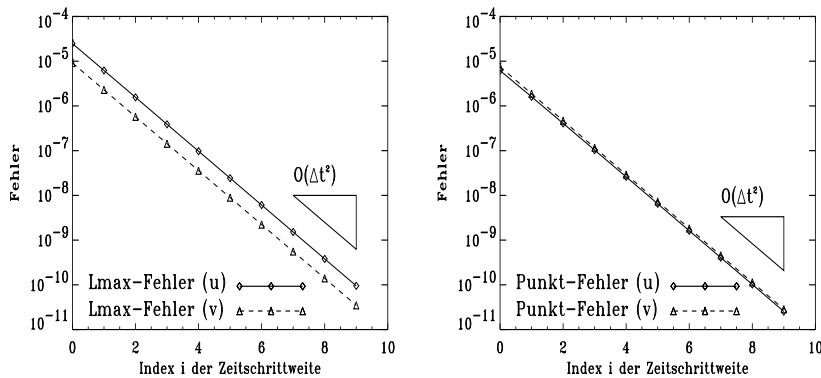 10⁻⁴
10⁻⁵
10⁻⁶
10⁻⁷
10⁻⁸
10⁻⁹
10⁻¹⁰
10⁻¹¹
Fehler
O(Δt²)
Lmax-Fehler (u)
Lmax-Fehler (v)
0 2 4 6 8 10
Index i der Zeitschrittweite
10⁻⁴
10⁻⁵
10⁻⁶
10⁻⁷
10⁻⁸
10⁻⁹
10⁻¹⁰
10⁻¹¹
Fehler
O(Δt²)
Punkt-Fehler (u)
Punkt-Fehler (v)
0 2 4 6 8 10
Index i der Zeitschrittweite